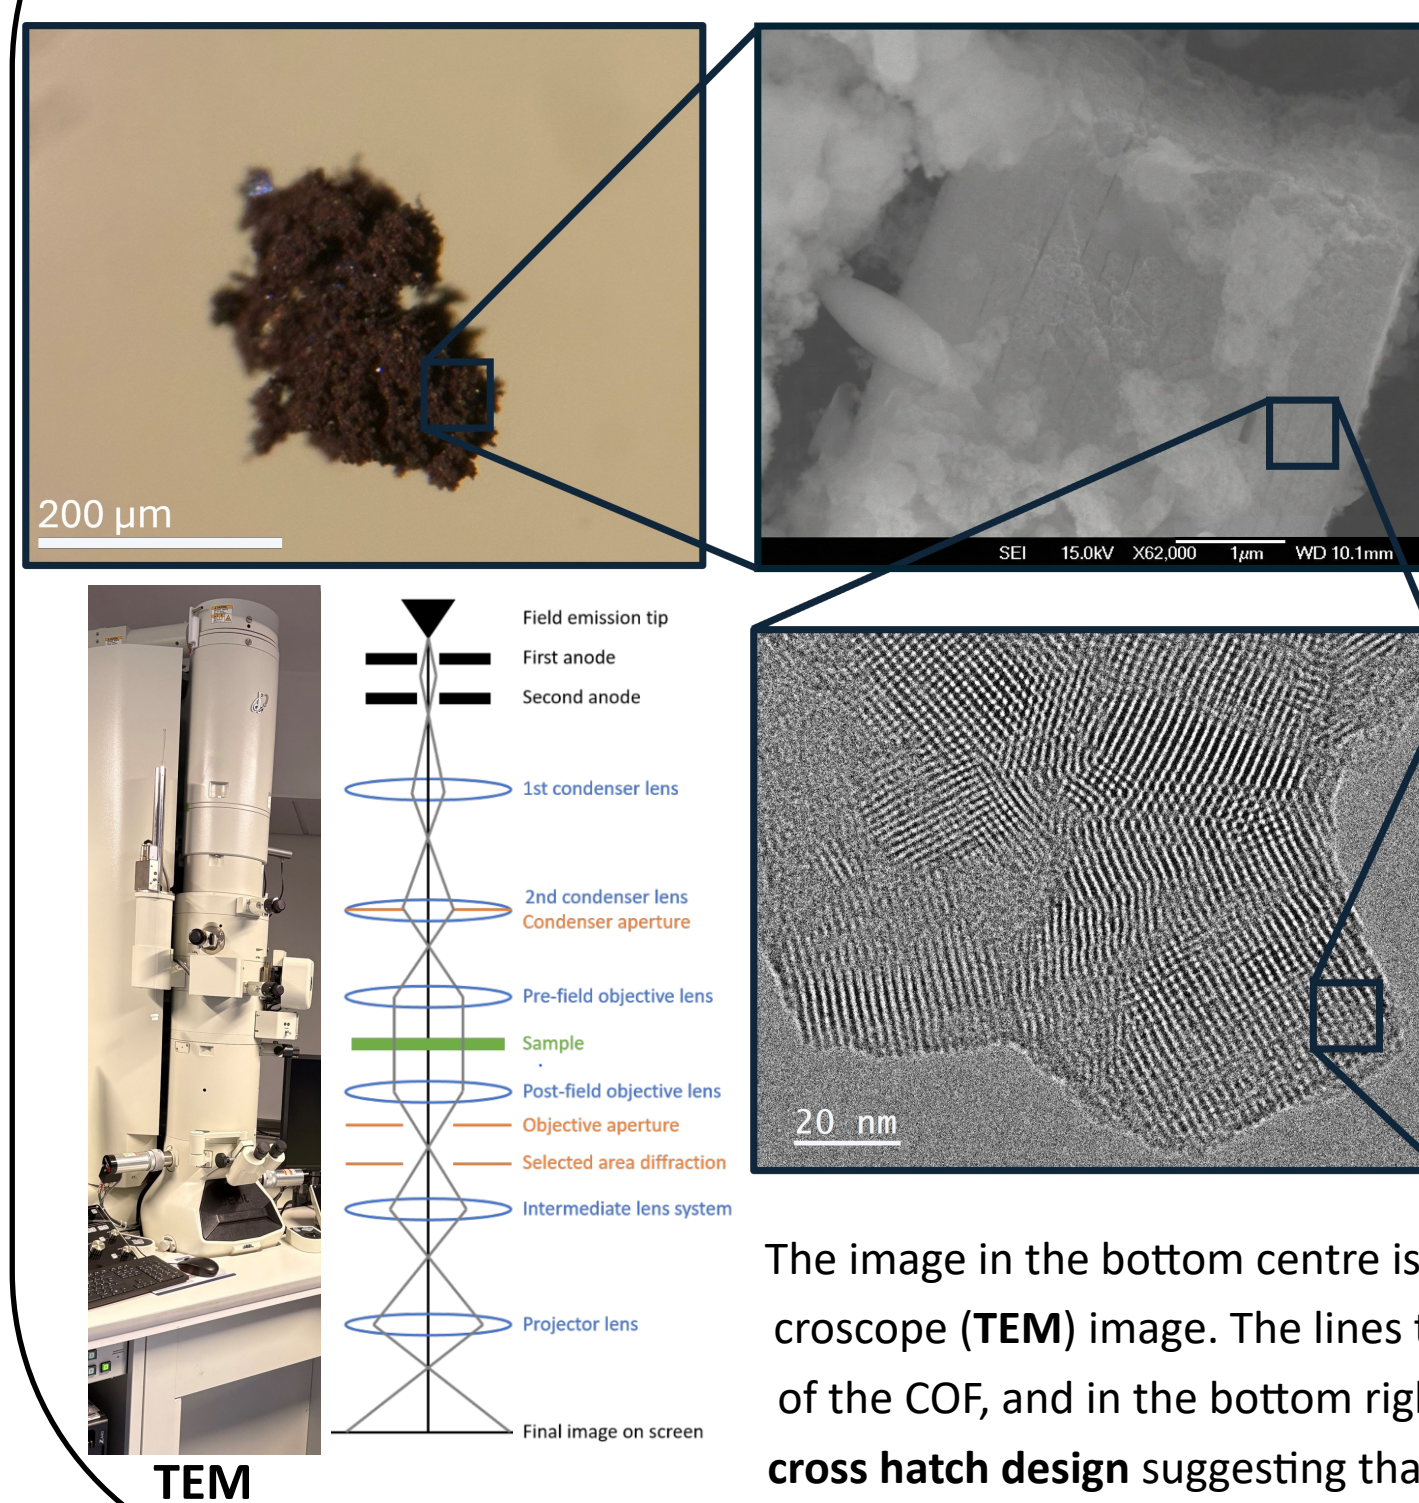 200 µm
SEI 15.0kV X62,000 1µm WD 10.1mm
Field emission tip
First anode
Second anode
1st condenser lens
2nd condenser lens
Condenser aperture
Pre-field objective lens
Sample
Post-field objective lens
Objective aperture
Selected area diffraction
Intermediate lens system
Projector lens
Final image on screen
TEM
20 nm
The image in the bottom centre is
croscope (TEM) image. The lines t
of the COF, and in the bottom righ
cross hatch design suggesting tha